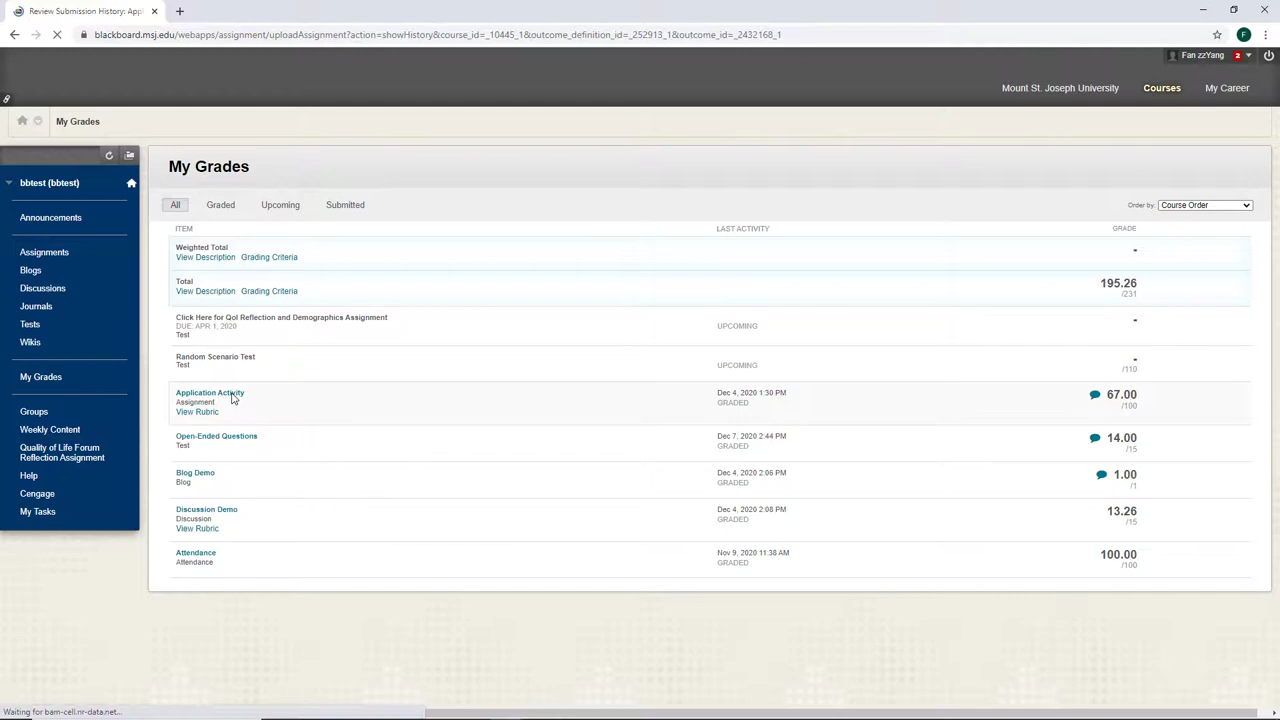 Review Submission History: Appl
blackboard.msj.edu/webapps/assignment/uploadAssignment?action=showHistory&course_id=_10445_1&outcome_definition_id=_252913_1&outcome_id=_2432168_1
F
Fan zzYang 2
Mount St. Joseph University Courses My Career
My Grades
bbtest (bbtest)
Announcements
Assignments
Blogs
Discussions
Journals
Tests
Wikis
My Grades
Groups
Weekly Content
Quality of Life Forum
Reflection Assignment
Help
Cengage
My Tasks
My Grades
All Graded Upcoming Submitted
Order by: Course Order
ITEM LAST ACTIVITY GRADE
Weighted Total -
View Description Grading Criteria
Total 195.26
View Description Grading Criteria /231
Click Here for Qol Reflection and Demographics Assignment -
DUE: APR 1, 2020 UPCOMING
Test
Random Scenario Test -
Test UPCOMING /110
Application Activity Dec 4, 2020 1:30 PM 67.00
Assignment GRADED /100
View Rubric
Open-Ended Questions Dec 7, 2020 2:44 PM 14.00
Test GRADED /15
Blog Demo Dec 4, 2020 2:06 PM 1.00
Blog GRADED /1
Discussion Demo Dec 4, 2020 2:08 PM 13.26
Discussion GRADED /15
View Rubric
Attendance Nov 9, 2020 11:38 AM 100.00
Attendance GRADED /100
Waiting for bam-cell.nr-data.net...